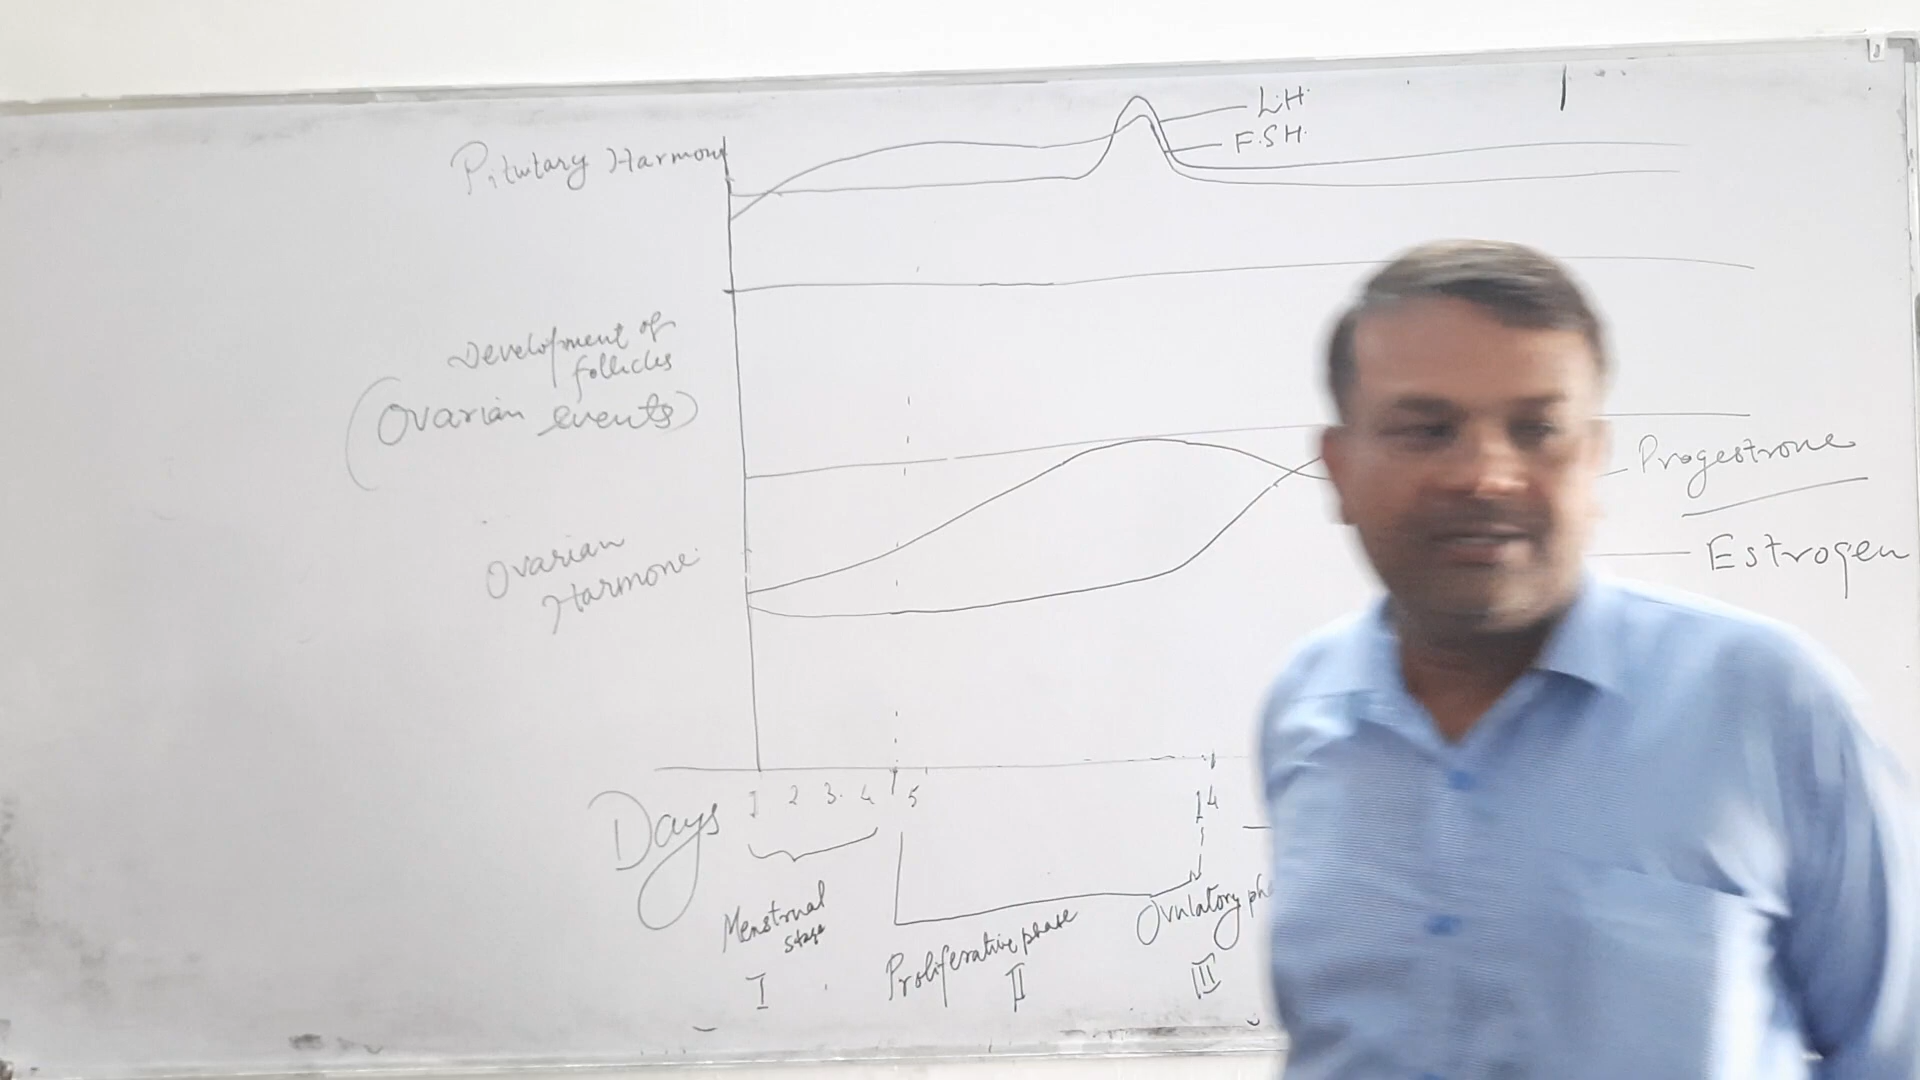 L.H.
F.S.H.
Pituitary Harmon
Development of
follicles
(Ovarian events)
Progestrone
Estrogen
Ovarian
Harmone
Days 1 2 3 4 5 14
Menstrual
stage
Proliferative phase
Ovulatory pha
I II III